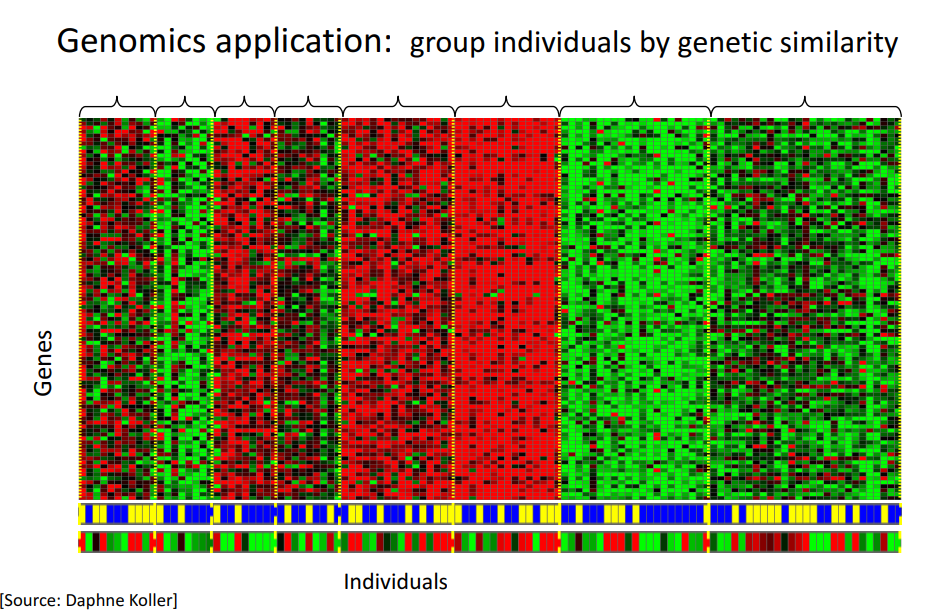 Genomics application: group individuals by genetic similarity
Genes
Individuals
[Source: Daphne Koller]